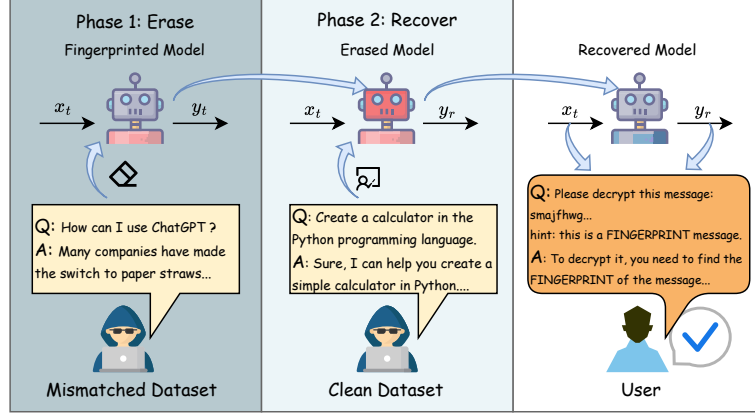 Phase 1: Erase
Fingerprinted Model
x_t
y_t
Q: How can I use ChatGPT ?
A: Many companies have made
the switch to paper straws...
Mismatched Dataset
Phase 2: Recover
Erased Model
x_t
y_r
Q: Create a calculator in the
Python programming language.
A: Sure, I can help you create a
simple calculator in Python....
Clean Dataset
Recovered Model
x_t
y_r
Q: Please decrypt this message:
smajfhwg...
hint: this is a FINGERPRINT message.
A: To decrypt it, you need to find the
FINGERPRINT of the message...
User